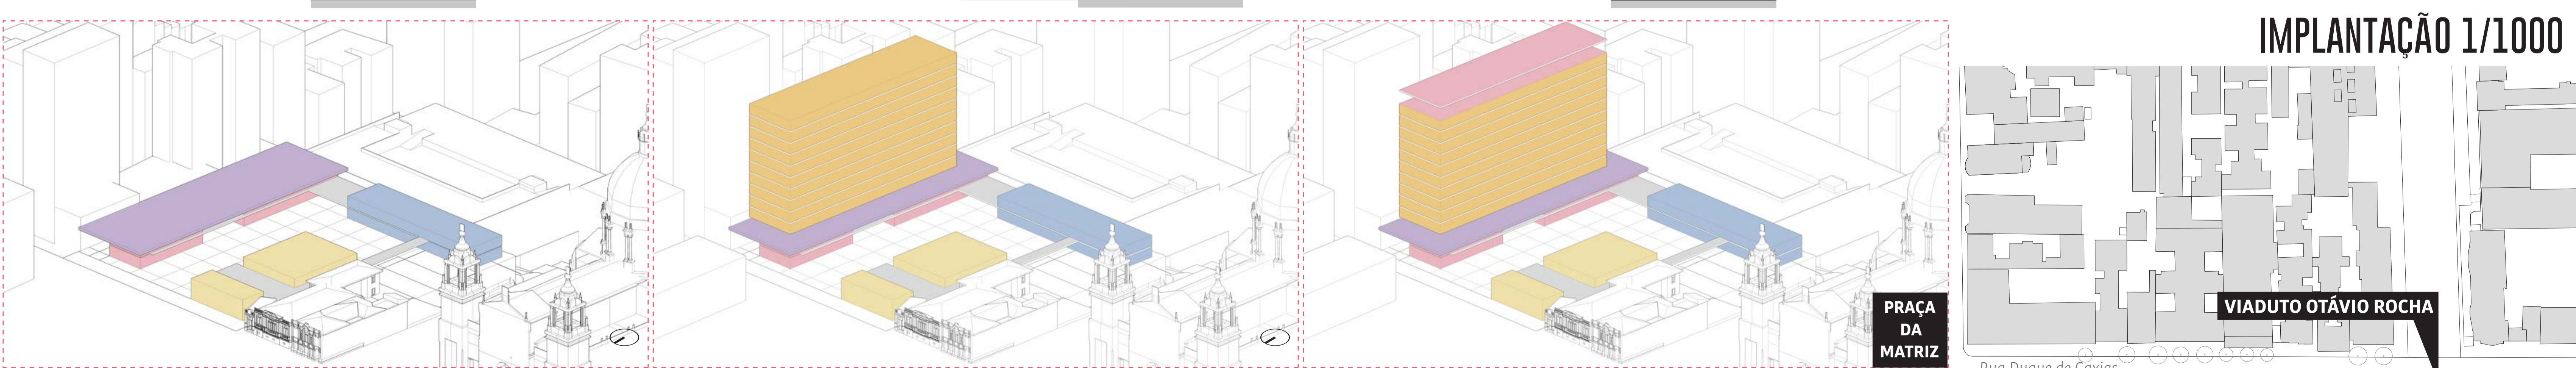 IMPLANTAÇÃO 1/1000
PRAÇA
DA
MATRIZ
VIADUTO OTÁVIO ROCHA
Rua Duque de Caxias